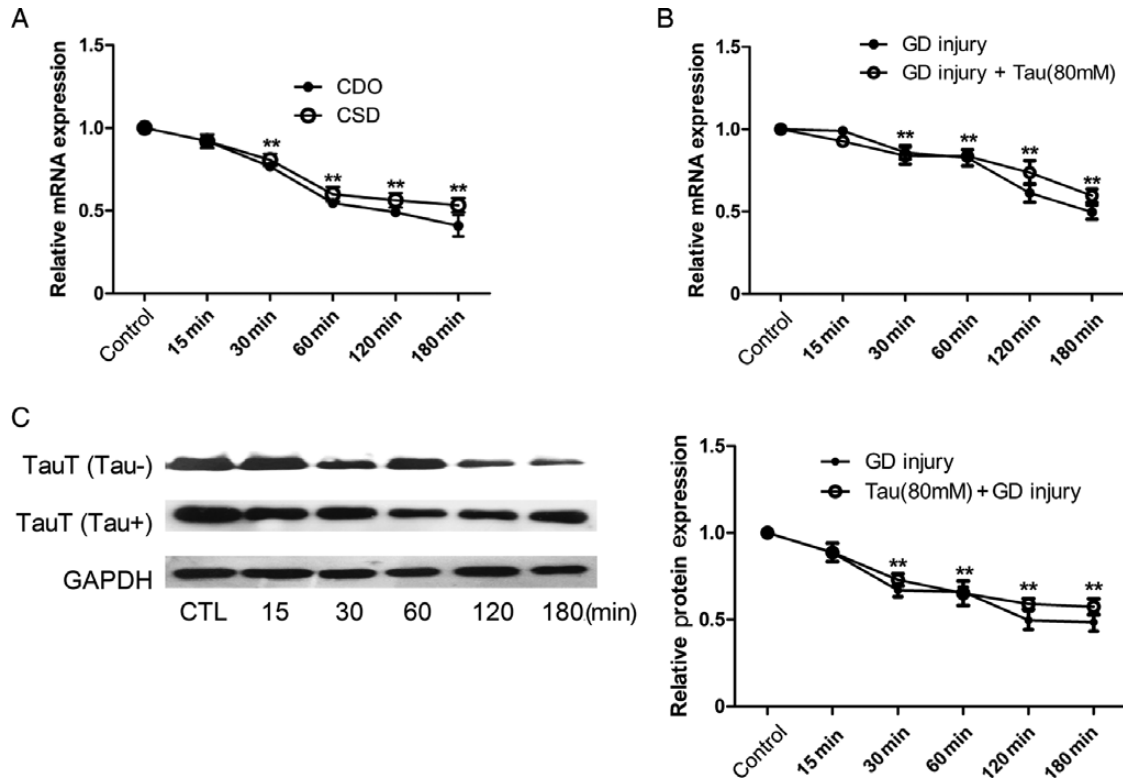 A
Relative mRNA expression
1.5
1.0
0.5
0
CDO
CSD
**
**
**
**
Control
15 min
30 min
60 min
120 min
180 min
B
Relative mRNA expression
1.5
1.0
0.5
0
GD injury
GD injury + Tau(80mM)
**
**
**
**
Control
15 min
30 min
60 min
120 min
180 min
C
TauT (Tau-)
TauT (Tau+)
GAPDH
CTL 15 30 60 120 180(min)
Relative protein expression
1.5
1.0
0.5
0
GD injury
Tau(80mM)+GD injury
**
**
**
**
Control
15 min
30 min
60 min
120 min
180 min